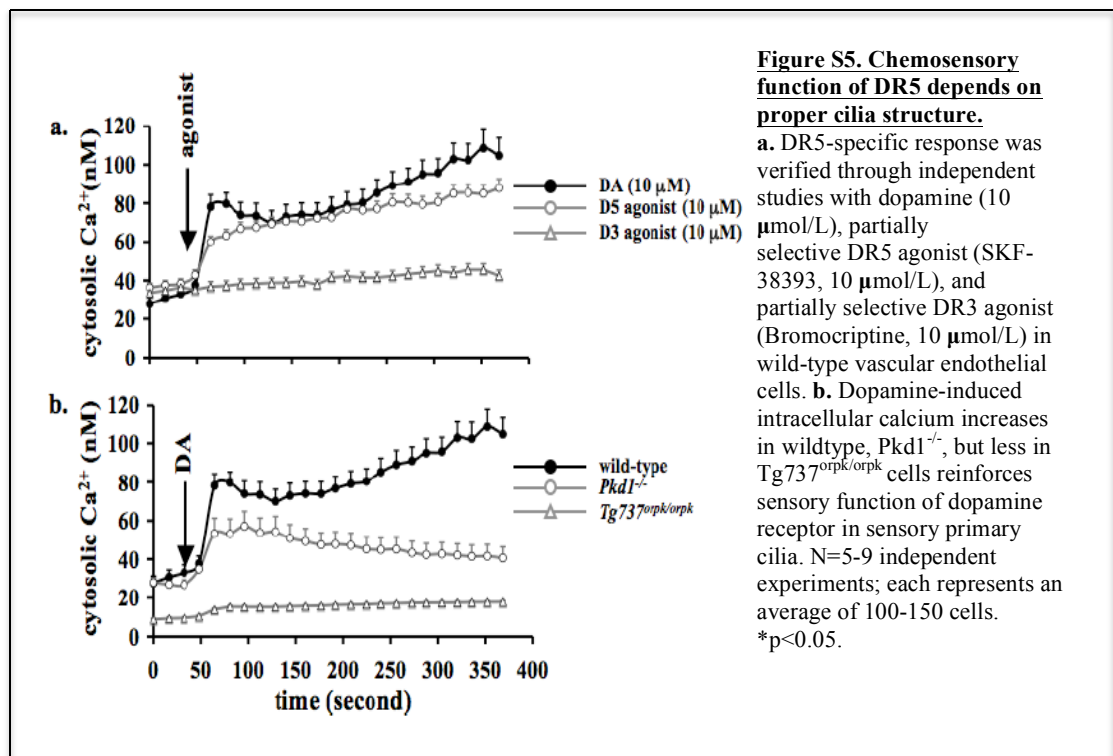 a.
agonist
cytosolic Ca²⁺(nM)
120
100
80
60
40
20
0
DA (10 μM)
D5 agonist (10 μM)
D3 agonist (10 μM)
b.
DA
cytosolic Ca²⁺ (nM)
120
100
80
60
40
20
0
wild-type
Pkd1⁻/⁻
Tg737ᵒʳᵖᵏ/ᵒʳᵖᵏ
0 50 100 150 200 250 300 350 400
time (second)
Figure S5. Chemosensory
function of DR5 depends on
proper cilia structure.
a. DR5-specific response was
verified through independent
studies with dopamine (10
μmol/L), partially
selective DR5 agonist (SKF-
38393, 10 μmol/L), and
partially selective DR3 agonist
(Bromocriptine, 10 μmol/L) in
wild-type vascular endothelial
cells. b. Dopamine-induced
intracellular calcium increases
in wildtype, Pkd1⁻/⁻, but less in
Tg737ᵒʳᵖᵏ/ᵒʳᵖᵏ cells reinforces
sensory function of dopamine
receptor in sensory primary
cilia. N=5-9 independent
experiments; each represents an
average of 100-150 cells.
*p<0.05.